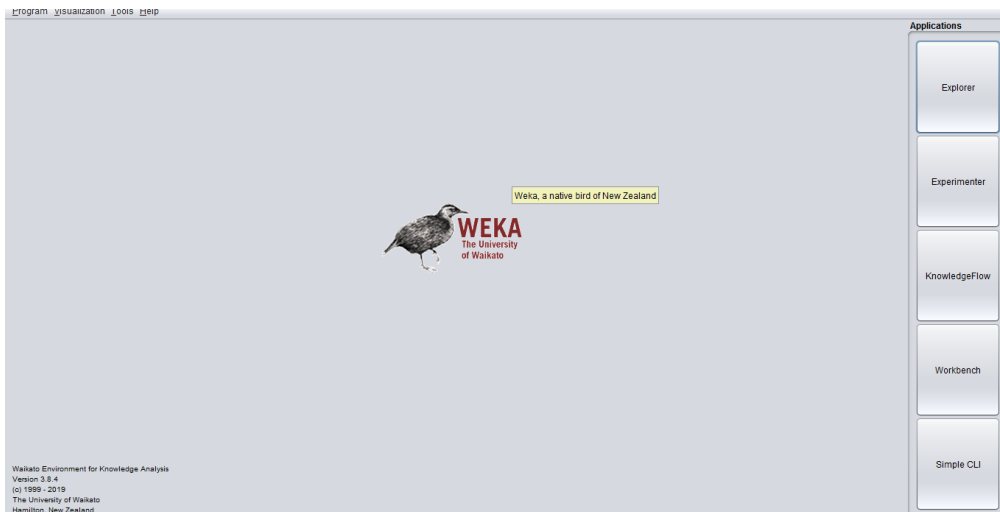 Program Visualization Tools Help
Applications
Explorer
Experimenter
Weka, a native bird of New Zealand
WEKA
The University
of Waikato
KnowledgeFlow
Workbench
Simple CLI
Waikato Environment for Knowledge Analysis
Version 3.8.4
(c) 1999 - 2019
The University of Waikato
Hamilton, New Zealand